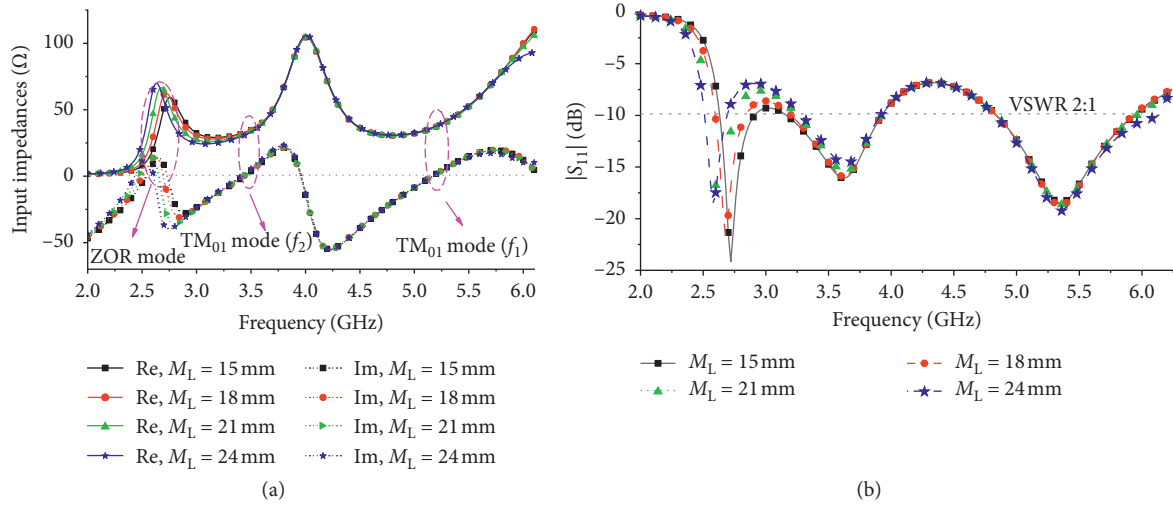 Input impedances (Ω)
100
50
0
−50
2.0 2.5 3.0 3.5 4.0 4.5 5.0 5.5 6.0
Frequency (GHz)
ZOR mode
TM01 mode (f2)
TM01 mode (f1)
Re, ML = 15 mm
Im, ML = 15 mm
Re, ML = 18 mm
Im, ML = 18 mm
Re, ML = 21 mm
Im, ML = 21 mm
Re, ML = 24 mm
Im, ML = 24 mm
(a)
|S11| (dB)
0
−5
−10
−15
−20
−25
VSWR 2:1
2.0 2.5 3.0 3.5 4.0 4.5 5.0 5.5 6.0
Frequency (GHz)
ML = 15 mm
ML = 18 mm
ML = 21 mm
ML = 24 mm
(b)